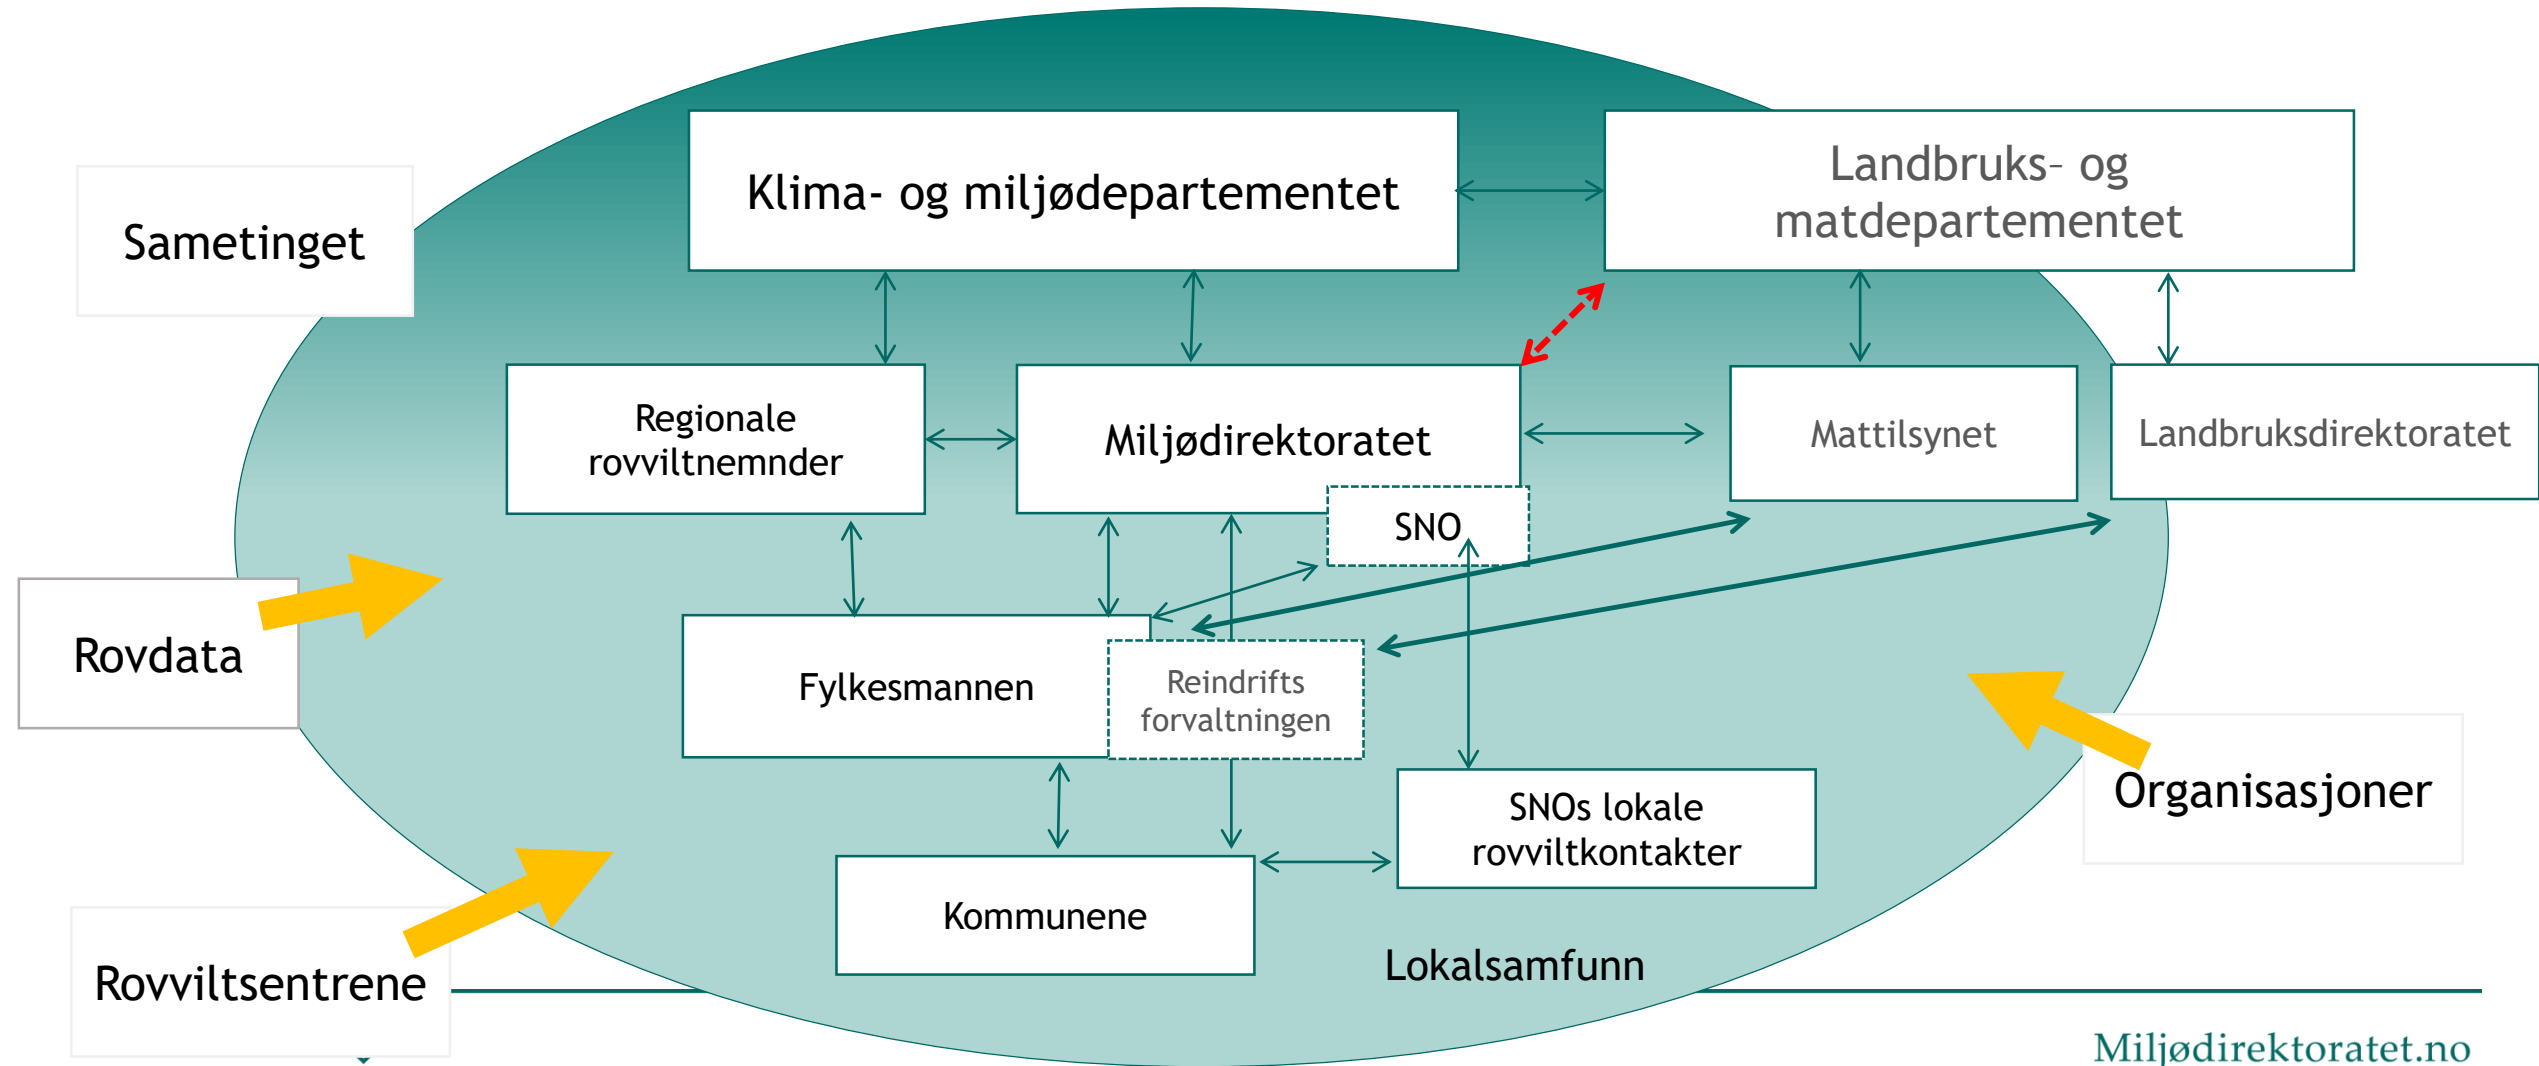 Klima- og miljødepartementet
Landbruks– og
matdepartementet
Sametinget
Regionale
rovviltnemnder
Miljødirektoratet
Mattilsynet
Landbruksdirektoratet
SNO
Rovdata
Fylkesmannen
Reindrifts
forvaltningen
Organisasjoner
SNOs lokale
rovviltkontakter
Kommunene
Lokalsamfunn
Rovviltsentrene
Miljødirektoratet.no